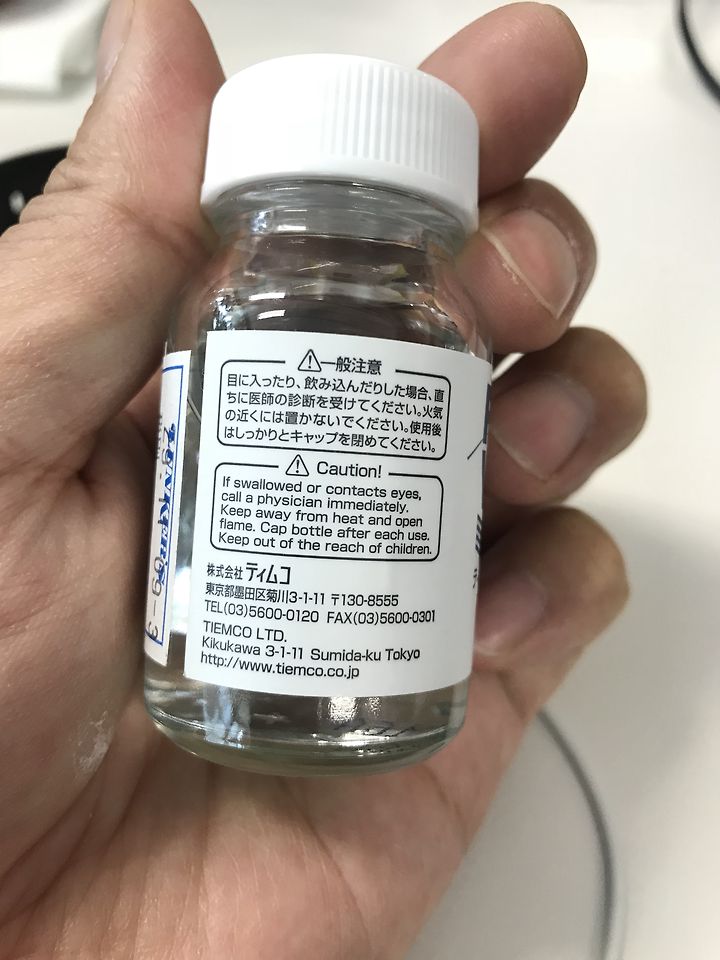 一般注意
目に入ったり、飲み込んだりした場合、直
ちに医師の診断を受けてください。火気
の近くには置かないでください。使用後
はしっかりとキャップを閉めてください。
Caution!
If swallowed or contacts eyes,
call a physician immediately.
Keep away from heat and open
flame. Cap bottle after each use.
Keep out of the reach of children.
株式会社ティムコ
東京都墨田区菊川3-1-11 〒130-8555
TEL(03)5600-0120 FAX(03)5600-0301
TIEMCO LTD.
Kikukawa 3-1-11 Sumida-ku Tokyo
http://www.tiemco.co.jp